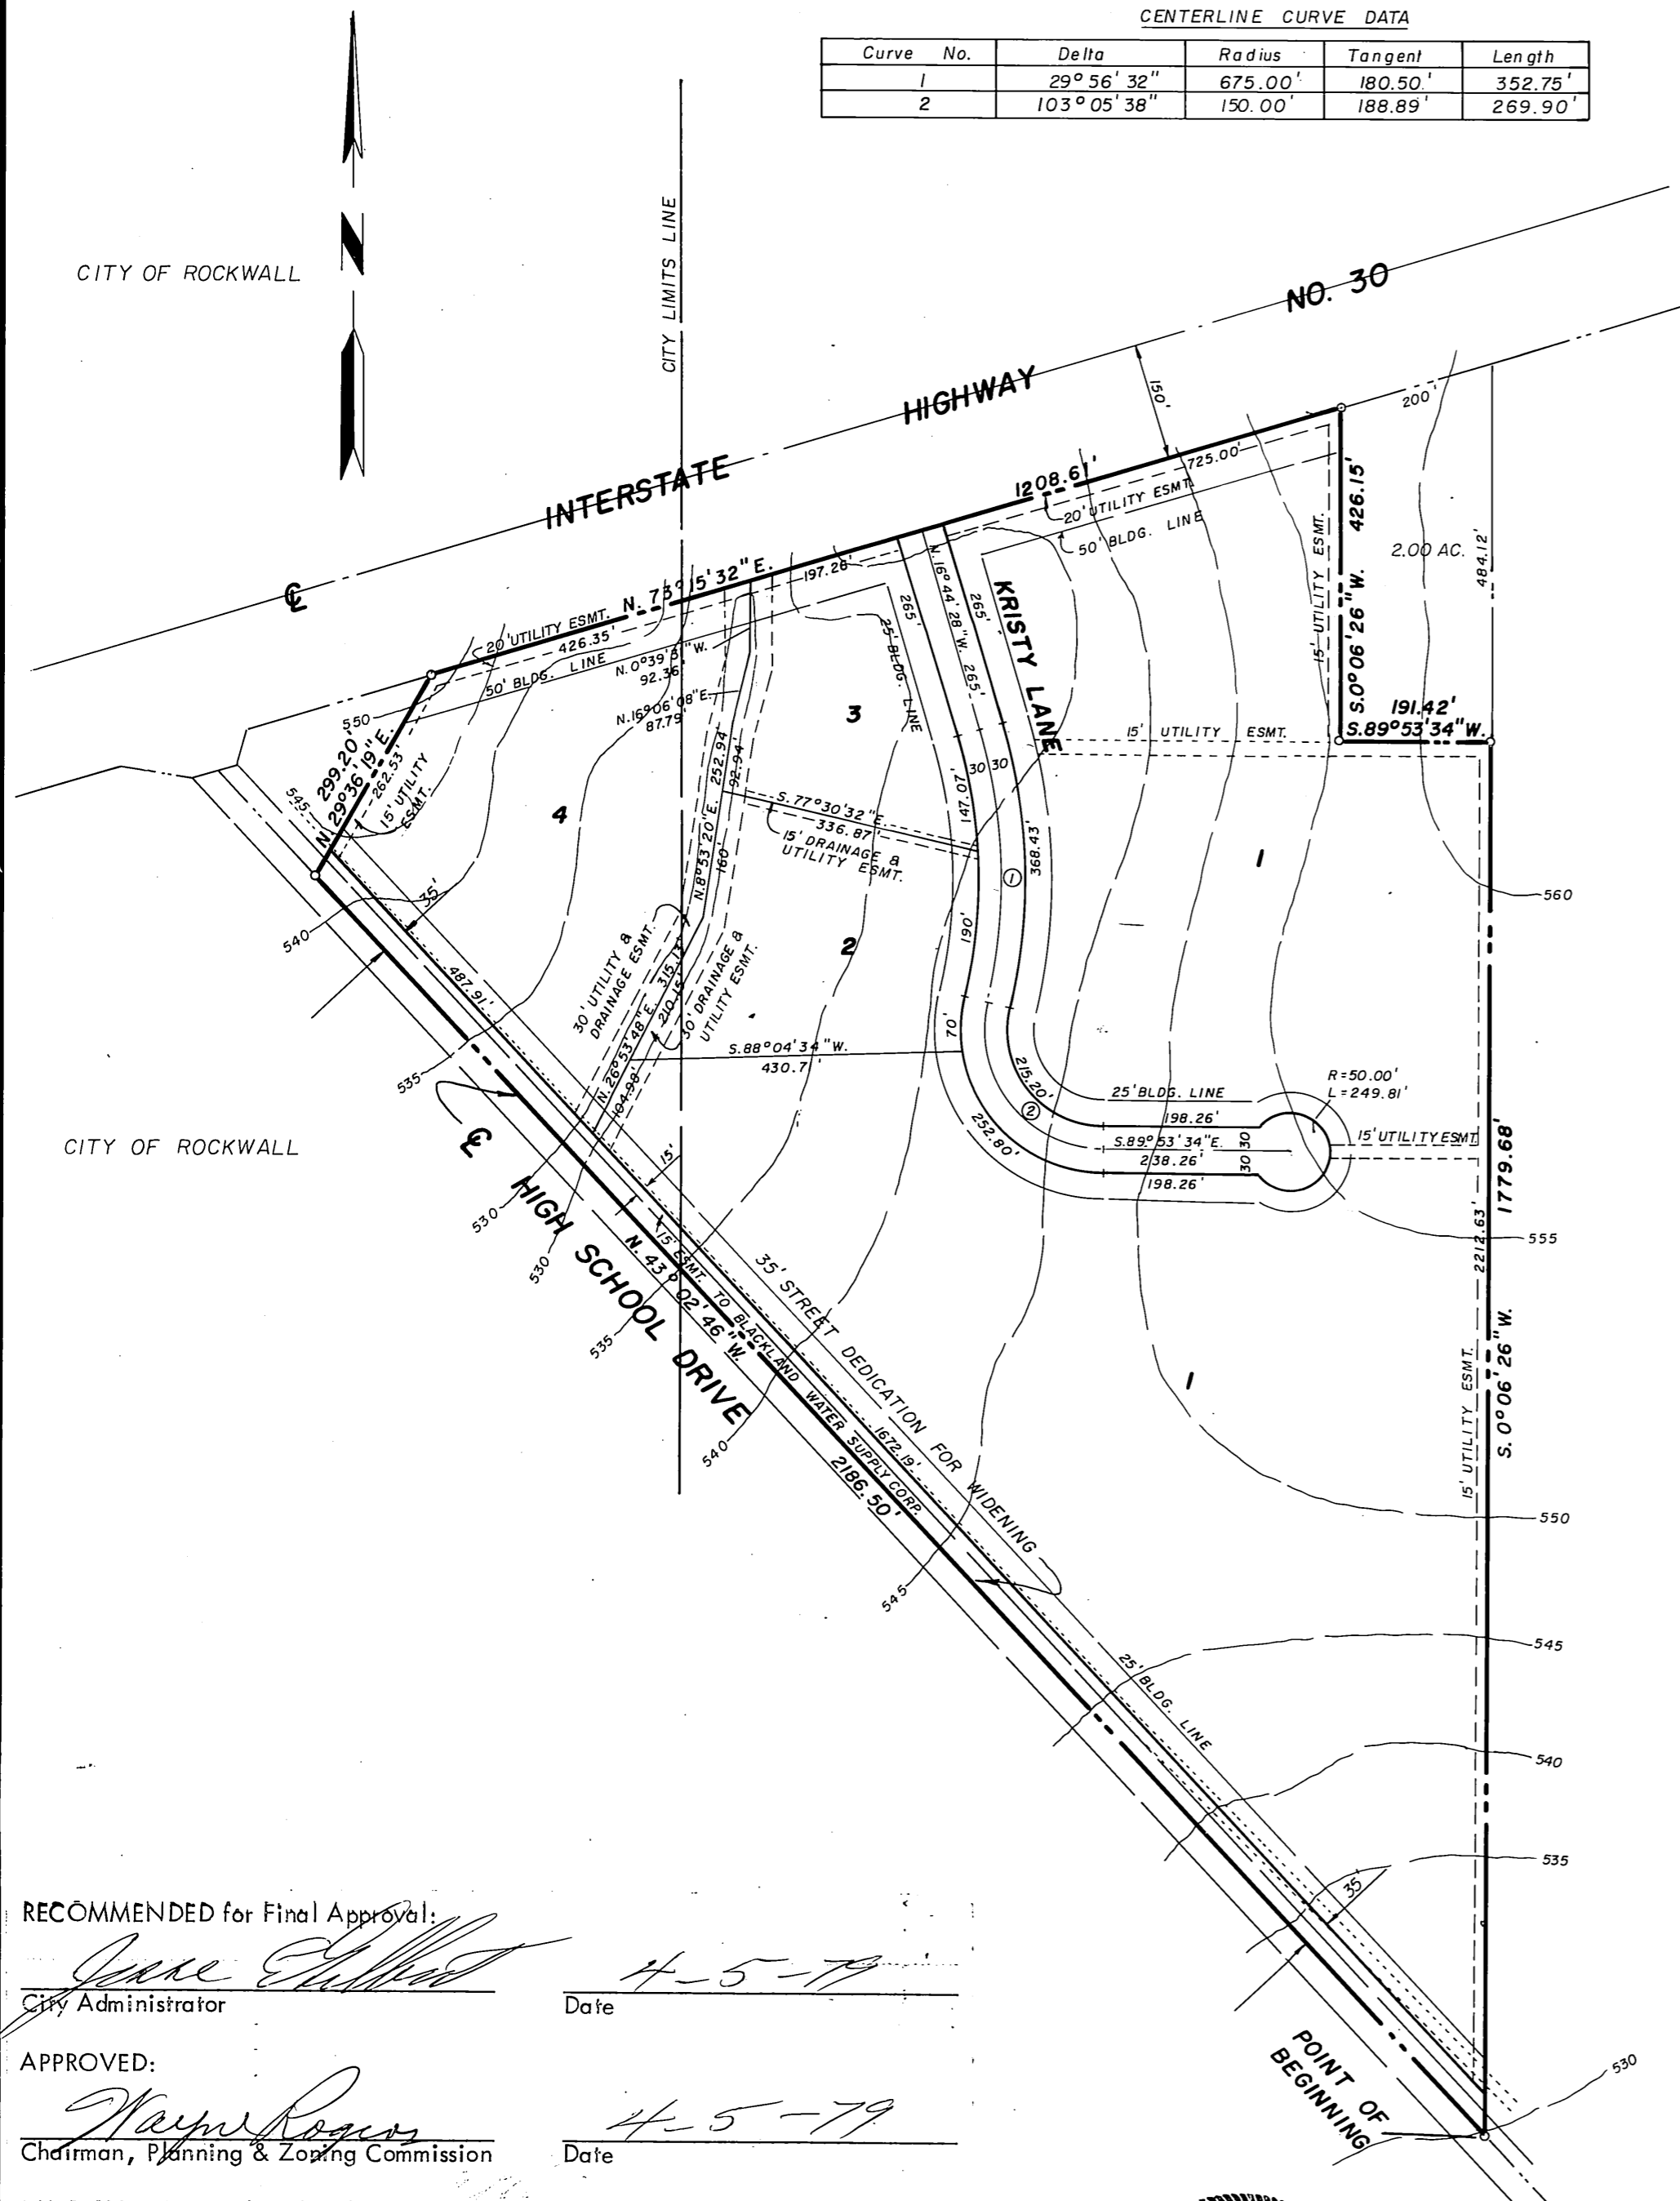 CENTERLINE CURVE DATA
Curve No. Delta Radius Tangent Length
1 29° 56' 32" 675.00' 180.50' 352.75'
2 103° 05' 38" 150.00' 188.89' 269.90'
N
CITY OF ROCKWALL
CITY LIMITS LINE
INTERSTATE HIGHWAY NO. 30
℄
150'
200'
1208.61'
N. 73° 15' 32" E.
725.00'
20' UTILITY ESMT.
50' BLDG. LINE
197.26'
20' UTILITY ESMT.
426.35'
50' BLDG. LINE
15' UTILITY ESMT.
S. 0° 06' 26" W. 426.15'
2.00 AC.
484.12'
191.42'
S. 89° 53' 34" W.
KRISTY LANE
265'
N. 16° 44' 28" W. 265'
265'
25' BLDG. LINE
N. 0° 39' 31" W.
92.36'
N. 16° 06' 08" E.
87.79'
550
299.20'
N. 29° 36' 19" E.
262.53'
15' UTILITY ESMT.
545
3
4
15' UTILITY ESMT.
30 30
147.07'
N. 8° 53' 20" E. 252.94'
92.94'
160'
S. 77° 30' 32" E.
336.87'
15' DRAINAGE & UTILITY ESMT.
368.43'
1
1
560
35'
540
190'
2
30' UTILITY & DRAINAGE ESMT.
487.91'
N. 26° 53' 48" E. 315.13'
210.15'
104.98'
30' DRAINAGE & UTILITY ESMT.
70'
S. 88° 04' 34" W.
430.7'
535
215.20'
2
252.80'
25' BLDG. LINE
198.26'
S. 89° 53' 34" E.
238.26'
198.26'
30 30
R = 50.00'
L = 249.81'
15' UTILITY ESMT.
CITY OF ROCKWALL
℄
HIGH SCHOOL DRIVE
15'
530
530
535
540
15' ESMT. TO BLACKLAND WATER SUPPLY CORP.
N. 43° 02' 46" W.
2186.50'
1672.19'
35' STREET DEDICATION FOR WIDENING
2212.63'
1779.68'
S. 0° 06' 26" W.
15' UTILITY ESMT.
555
1
550
545
545
25' BLDG. LINE
540
535
35'
530
POINT OF BEGINNING
RECOMMENDED for Final Approval:
4-5-79
City Administrator Date
APPROVED:
Wayne Rogers 4-5-79
Chairman, Planning & Zoning Commission Date